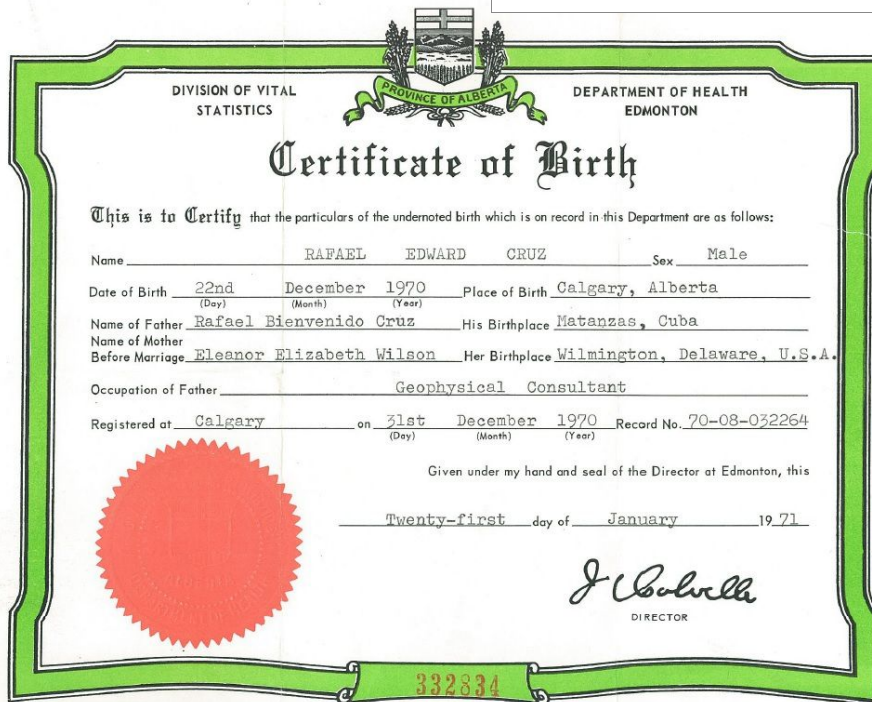 DIVISION OF VITAL
STATISTICS
PROVINCE OF ALBERTA
DEPARTMENT OF HEALTH
EDMONTON
Certificate of Birth
This is to Certify that the particulars of the undernoted birth which is on record in this Department are as follows:
Name RAFAEL EDWARD CRUZ Sex Male
Date of Birth 22nd December 1970 Place of Birth Calgary, Alberta
(Day) (Month) (Year)
Name of Father Rafael Bienvenido Cruz His Birthplace Matanzas, Cuba
Name of Mother
Before Marriage Eleanor Elizabeth Wilson Her Birthplace Wilmington, Delaware, U.S.A.
Occupation of Father Geophysical Consultant
Registered at Calgary on 31st December 1970 Record No. 70-08-032264
(Day) (Month) (Year)
Given under my hand and seal of the Director at Edmonton, this
Twenty-first day of January 19 71
DIRECTOR
332834